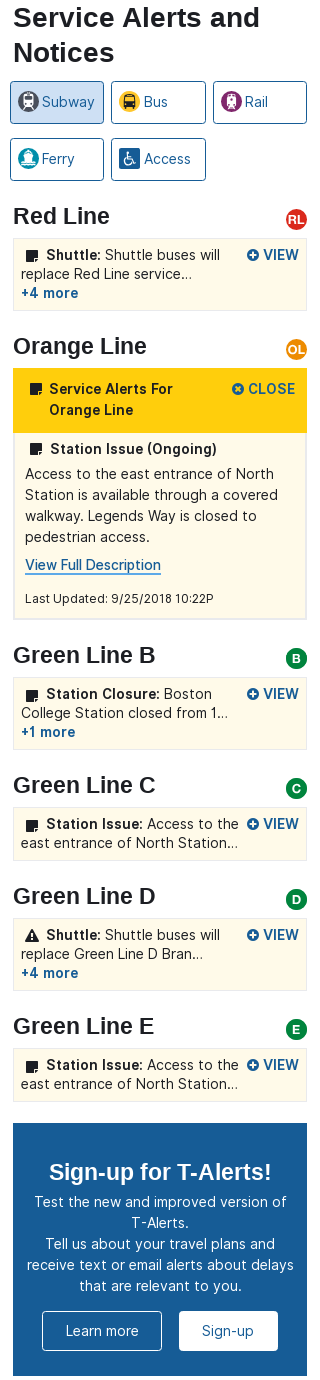 Service Alerts and
Notices
Subway
Bus
Rail
Ferry
Access
Red Line
RL
Shuttle: Shuttle buses will
VIEW
replace Red Line service...
+4 more
Orange Line
OL
Service Alerts For
CLOSE
Orange Line
Station Issue (Ongoing)
Access to the east entrance of North
Station is available through a covered
walkway. Legends Way is closed to
pedestrian access.
View Full Description
Last Updated: 9/25/2018 10:22P
Green Line B
B
Station Closure: Boston
VIEW
College Station closed from 1...
+1 more
Green Line C
C
Station Issue: Access to the
VIEW
east entrance of North Station...
Green Line D
D
Shuttle: Shuttle buses will
VIEW
replace Green Line D Bran...
+4 more
Green Line E
E
Station Issue: Access to the
VIEW
east entrance of North Station...
Sign-up for T-Alerts!
Test the new and improved version of
T-Alerts.
Tell us about your travel plans and
receive text or email alerts about delays
that are relevant to you.
Learn more
Sign-up